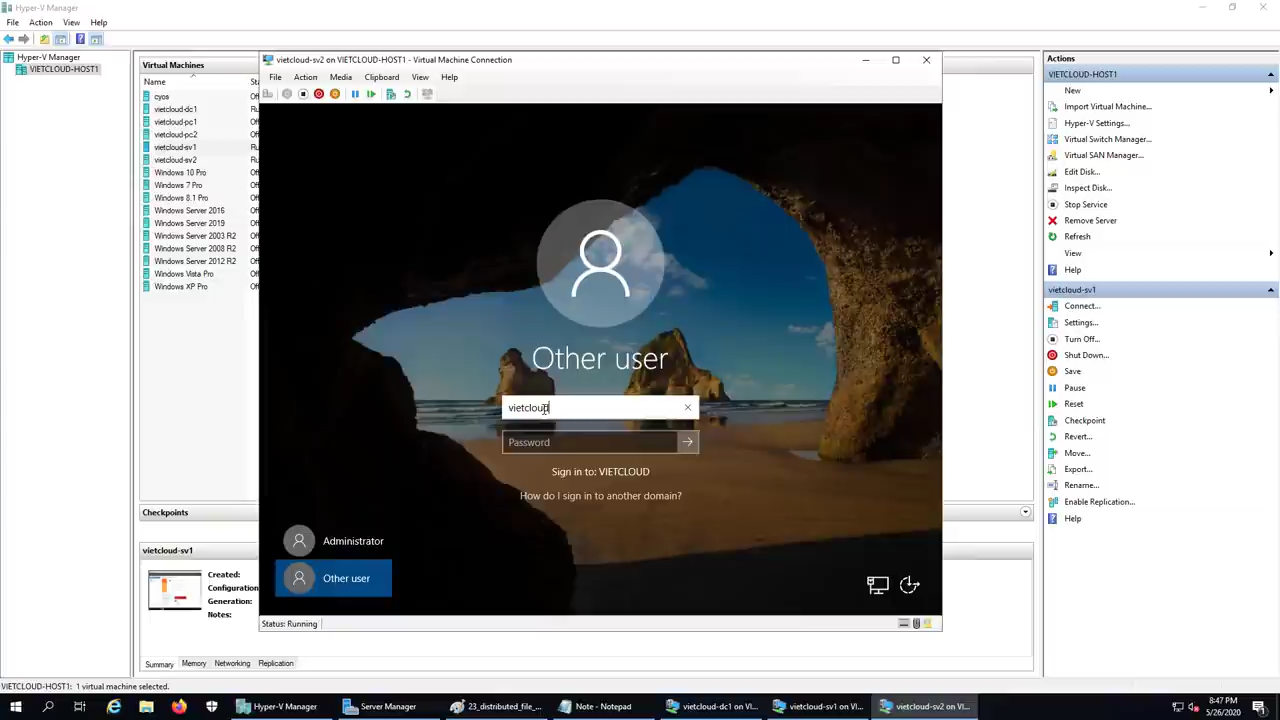 Hyper-V Manager
File Action View Help
Hyper-V Manager
VIETCLOUD-HOST1
Virtual Machines
Name
cyos
vietcloud-dc1
vietcloud-pc1
vietcloud-pc2
vietcloud-sv1
vietcloud-sv2
Windows 10 Pro
Windows 7 Pro
Windows 8.1 Pro
Windows Server 2016
Windows Server 2019
Windows Server 2003 R2
Windows Server 2008 R2
Windows Server 2012 R2
Windows Vista Pro
Windows XP Pro
Checkpoints
vietcloud-sv1
Created:
Configuration
Generation:
Notes:
Summary Memory Networking Replication
VIETCLOUD-HOST1: 1 virtual machine selected.
vietcloud-sv2 on VIETCLOUD-HOST1 - Virtual Machine Connection
File Action Media Clipboard View Help
Other user
vietcloud
Password
Sign in to: VIETCLOUD
How do I sign in to another domain?
Administrator
Other user
Status: Running
Actions
VIETCLOUD-HOST1
New
Import Virtual Machine...
Hyper-V Settings...
Virtual Switch Manager...
Virtual SAN Manager...
Edit Disk...
Inspect Disk...
Stop Service
Remove Server
Refresh
View
Help
vietcloud-sv1
Connect...
Settings...
Turn Off...
Shut Down...
Save
Pause
Reset
Checkpoint
Revert...
Move...
Export...
Rename...
Enable Replication...
Help
Hyper-V Manager
Server Manager
23_distributed_file_...
Note - Notepad
vietcloud-dc1 on VI...
vietcloud-sv1 on VI...
vietcloud-sv2 on VI...
8:47 PM
5/26/2020